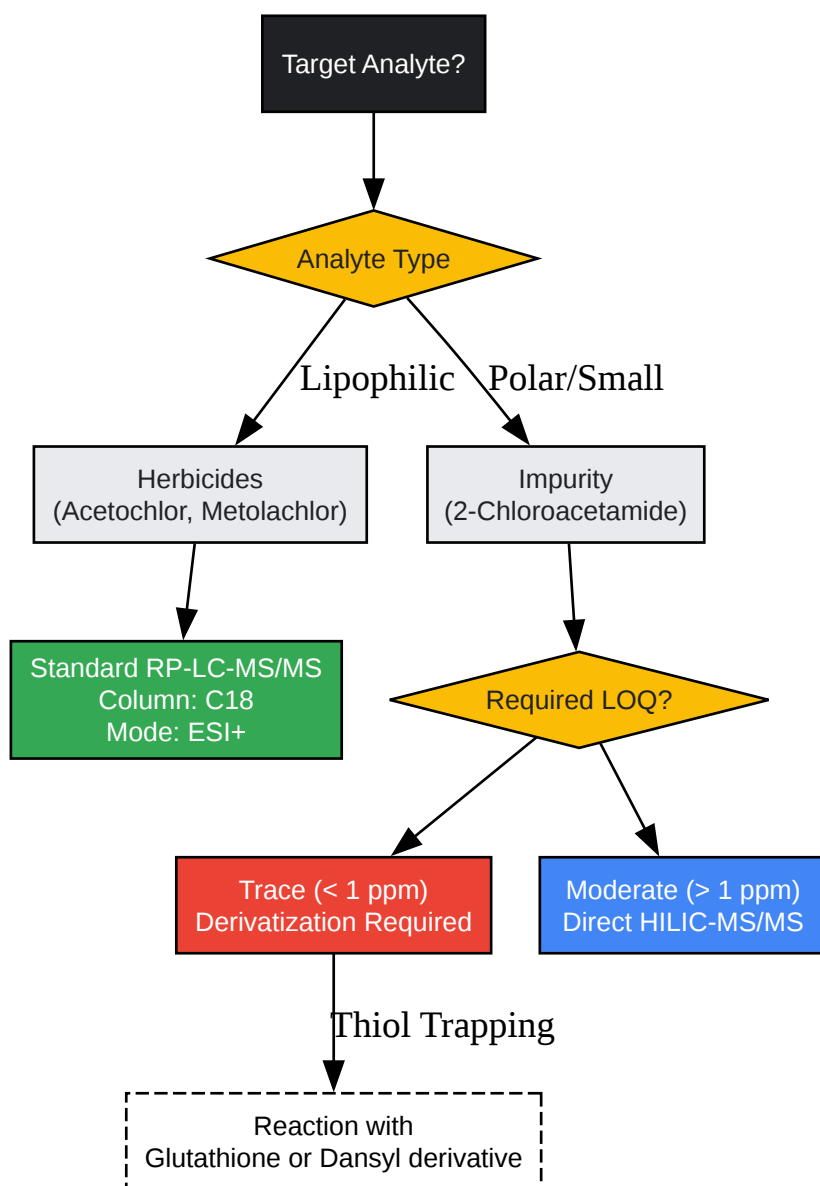 Target Analyte?
Analyte Type
Lipophilic
Polar/Small
Herbicides
(Acetochlor, Metolachlor)
Impurity
(2-Chloroacetamide)
Standard RP-LC-MS/MS
Column: C18
Mode: ESI+
Required LOQ?
Trace (< 1 ppm)
Derivatization Required
Moderate (> 1 ppm)
Direct HILIC-MS/MS
Thiol Trapping
Reaction with
Glutathione or Dansyl derivative